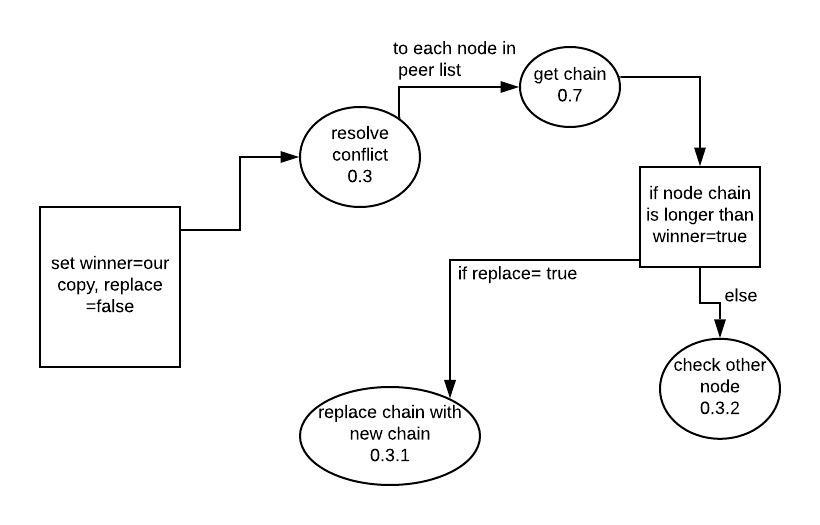 to each node in
peer list
get chain
0.7
resolve
conflict
0.3
if node chain
is longer than
winner=true
set winner=our
copy, replace
=false
if replace= true
else
check other
node
0.3.2
replace chain with
new chain
0.3.1